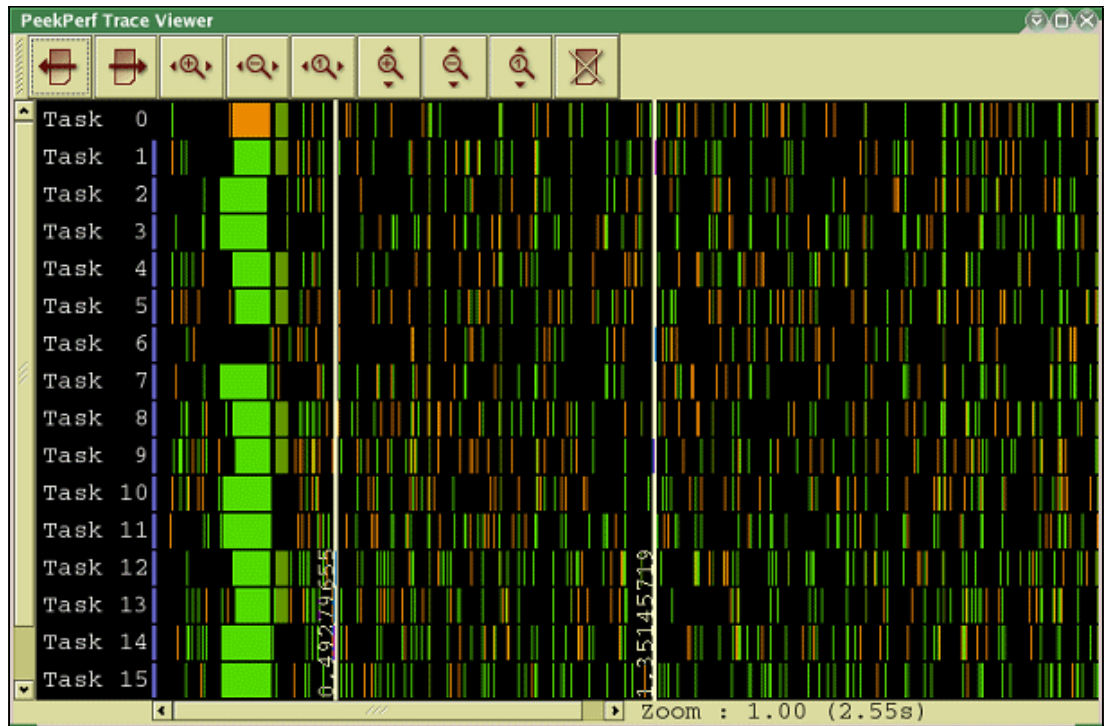 PeekPerf Trace Viewer
Task 0
Task 1
Task 2
Task 3
Task 4
Task 5
Task 6
Task 7
Task 8
Task 9
Task 10
Task 11
Task 12
Task 13
Task 14
Task 15
0.49279655
1.35145719
Zoom : 1.00 (2.55s)